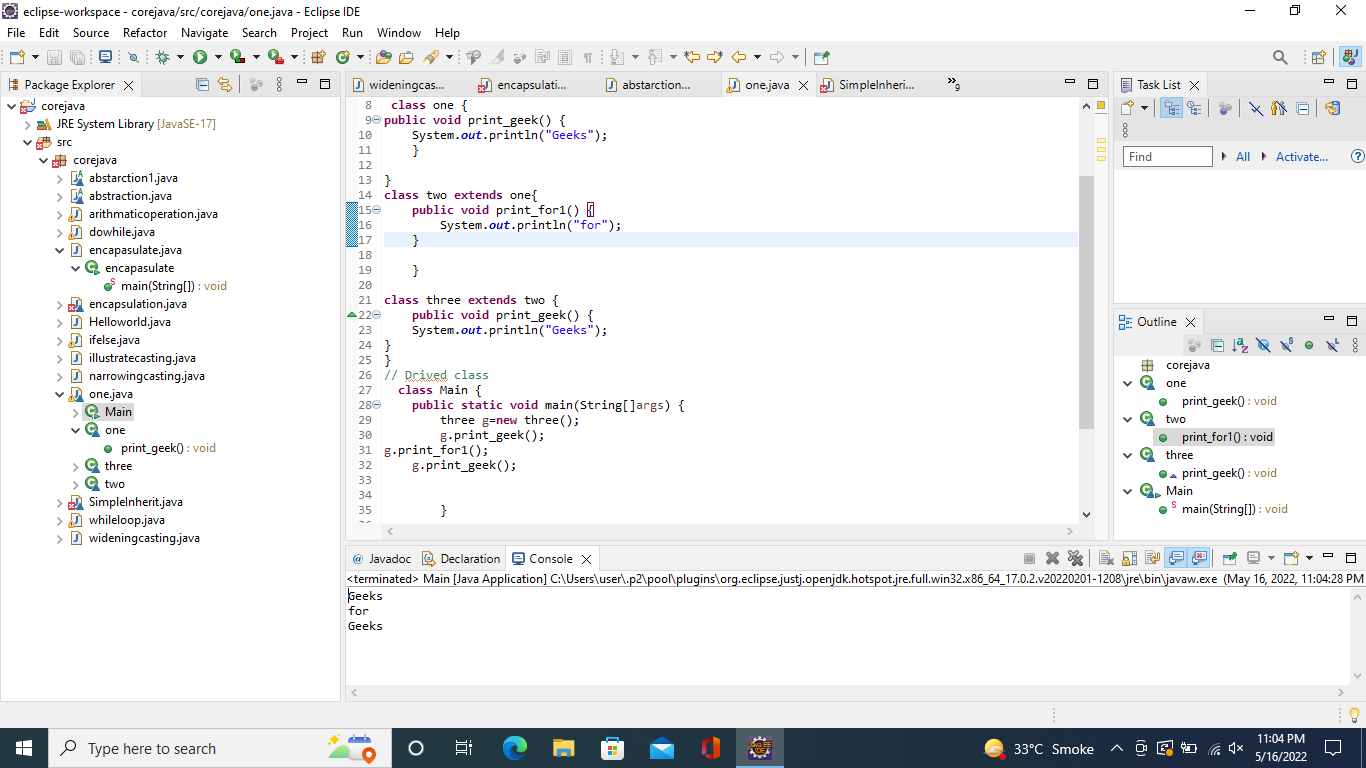 eclipse-workspace - corejava/src/corejava/one.java - Eclipse IDE
File Edit Source Refactor Navigate Search Project Run Window Help
Package Explorer
corejava
JRE System Library [JavaSE-17]
src
corejava
abstarction1.java
abstraction.java
arithmaticoperation.java
dowhile.java
encapasulate.java
encapasulate
main(String[]) : void
encapsulation.java
Helloworld.java
ifelse.java
illustratecasting.java
narrowingcasting.java
one.java
Main
one
print_geek() : void
three
two
SimpleInherit.java
whileloop.java
wideningcasting.java
wideningcas... encapsulati... abstarction... one.java SimpleInheri... »9
8 class one {
9 public void print_geek() {
10 System.out.println("Geeks");
11 }
12
13 }
14 class two extends one{
15 public void print_for1() {
16 System.out.println("for");
17 }
18
19 }
20
21 class three extends two {
22 public void print_geek() {
23 System.out.println("Geeks");
24 }
25 }
26 // Drived class
27 class Main {
28 public static void main(String[]args) {
29 three g=new three();
30 g.print_geek();
31 g.print_for1();
32 g.print_geek();
33
34
35 }
Task List
Find All Activate...
Outline
corejava
one
print_geek() : void
two
print_for1() : void
three
print_geek() : void
Main
main(String[]) : void
@ Javadoc Declaration Console
<terminated> Main [Java Application] C:\Users\user\.p2\pool\plugins\org.eclipse.justj.openjdk.hotspot.jre.full.win32.x86_64_17.0.2.v20220201-1208\jre\bin\javaw.exe (May 16, 2022, 11:04:28 PM
Geeks
for
Geeks
Type here to search
33°C Smoke
11:04 PM
5/16/2022